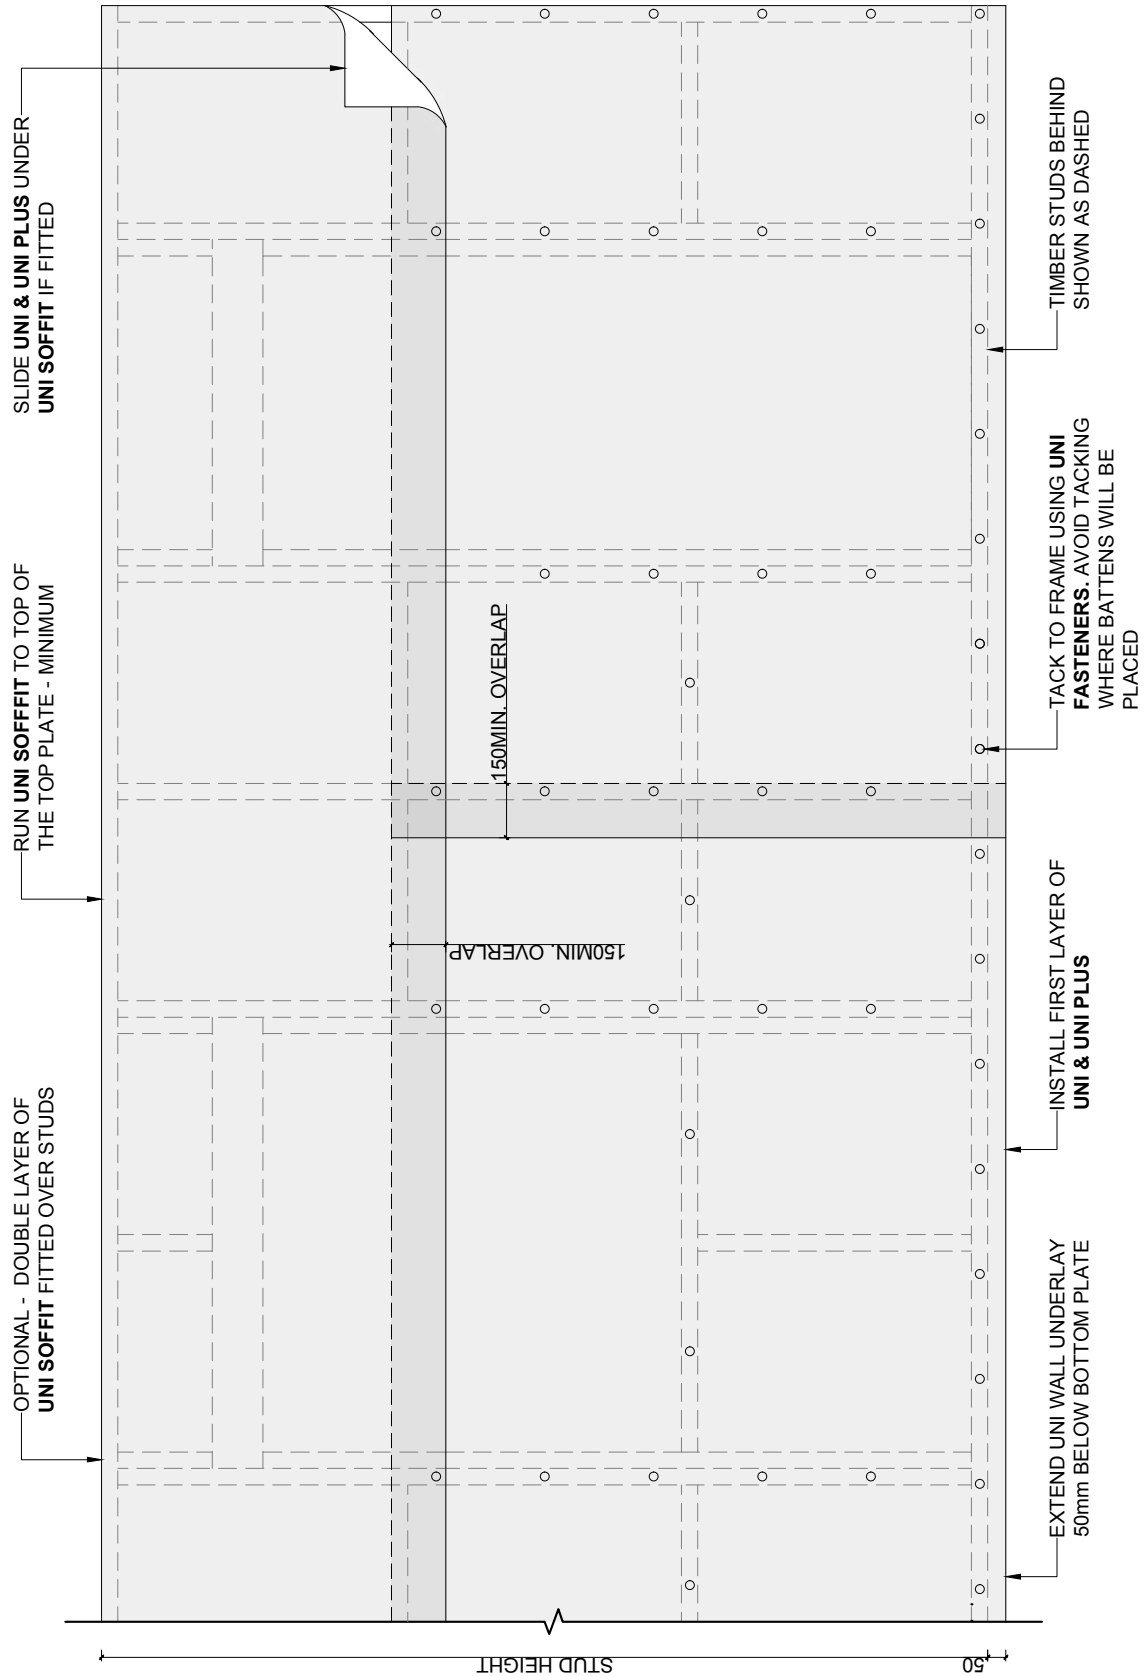 OPTIONAL - DOUBLE LAYER OF
UNI SOFFIT FITTED OVER STUDS
RUN UNI SOFFFIT TO TOP OF
THE TOP PLATE - MINIMUM
SLIDE UNI & UNI PLUS UNDER
UNI SOFFIT IF FITTED
STUD HEIGHT
50
150MIN. OVERLAP
150MIN. OVERLAP
EXTEND UNI WALL UNDERLAY
50mm BELOW BOTTOM PLATE
INSTALL FIRST LAYER OF
UNI & UNI PLUS
TACK TO FRAME USING UNI
FASTENERS. AVOID TACKING
WHERE BATTENS WILL BE
PLACED
TIMBER STUDS BEHIND
SHOWN AS DASHED